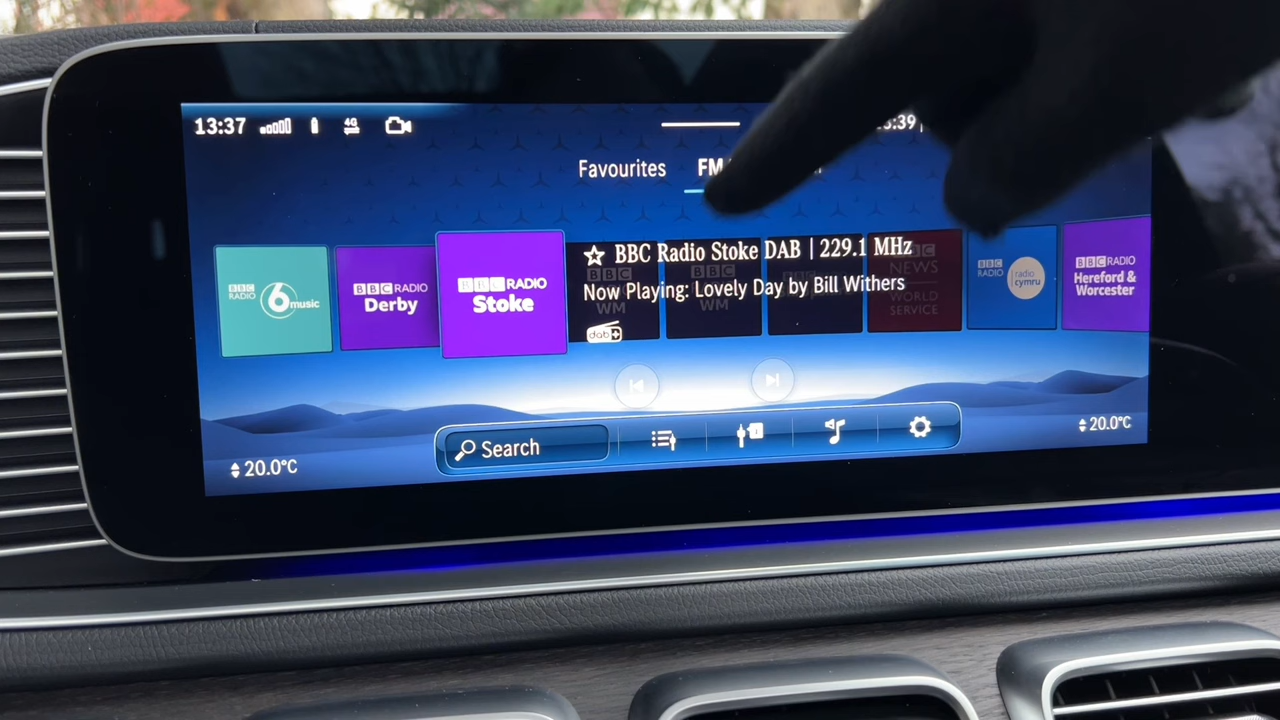 13:37 4G :39 |
Favourites FM
BBC RADIO 6 music
BBC RADIO Derby
BBC RADIO Stoke
☆ BBC Radio Stoke DAB | 229.1 MHz
Now Playing: Lovely Day by Bill Withers
dab+
BBC WM
BBC WM
BBC NEWS WORLD SERVICE
BBC RADIO radio cymru
BBC RADIO Hereford & Worcester
Search
20.0°C
20.0°C